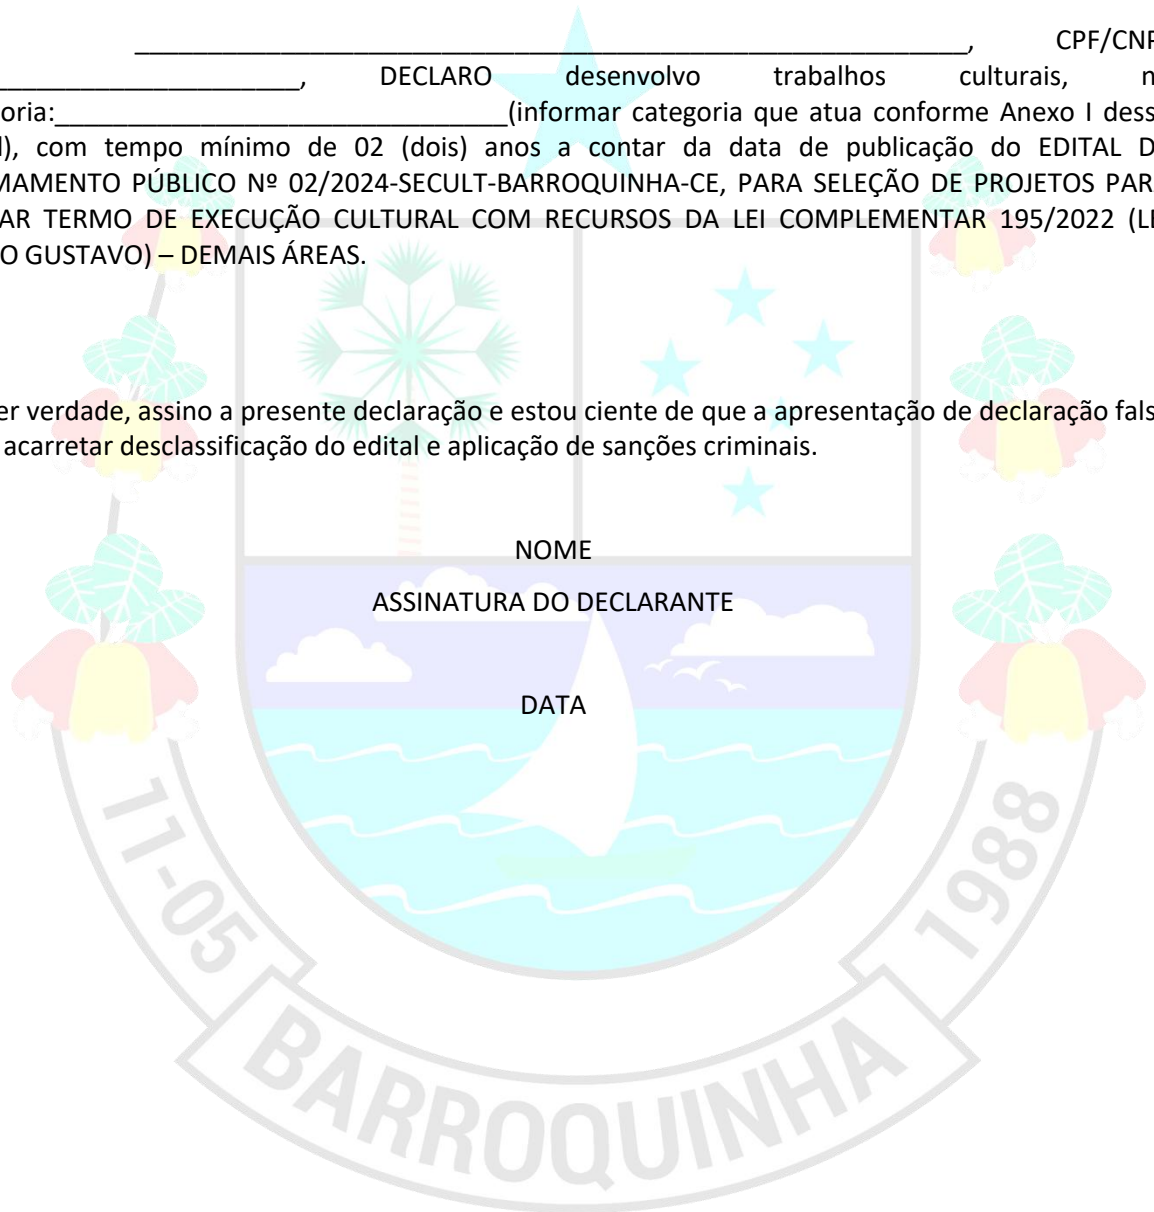 ____________________________________________________________, CPF/CNP
______________________, DECLARO desenvolvo trabalhos culturais, n
oria:________________________________(informar categoria que atua conforme Anexo I dess
l), com tempo mínimo de 02 (dois) anos a contar da data de publicação do EDITAL D
MAMENTO PÚBLICO Nº 02/2024-SECULT-BARROQUINHA-CE, PARA SELEÇÃO DE PROJETOS PAR
AR TERMO DE EXECUÇÃO CULTURAL COM RECURSOS DA LEI COMPLEMENTAR 195/2022 (LE
O GUSTAVO) – DEMAIS ÁREAS.
er verdade, assino a presente declaração e estou ciente de que a apresentação de declaração fals
acarretar desclassificação do edital e aplicação de sanções criminais.
NOME
ASSINATURA DO DECLARANTE
DATA
11-05
1988
BARROQUINHA